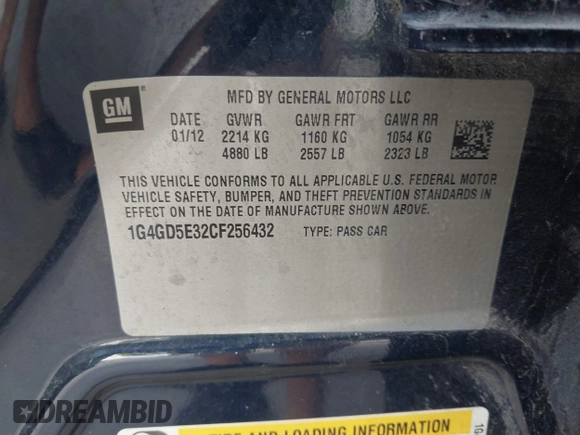 GM
MFD BY GENERAL MOTORS LLC
DATE GVWR GAWR FRT GAWR RR
01/12 2214 KG 1160 KG 1054 KG
4880 LB 2557 LB 2323 LB
THIS VEHICLE CONFORMS TO ALL APPLICABLE U.S. FEDERAL MOTOR
VEHICLE SAFETY, BUMPER, AND THEFT PREVENTION STANDARDS IN
EFFECT ON THE DATE OF MANUFACTURE SHOWN ABOVE.
1G4GD5E32CF256432 TYPE: PASS CAR
AND LOADING INFORMATION
DREAMBID